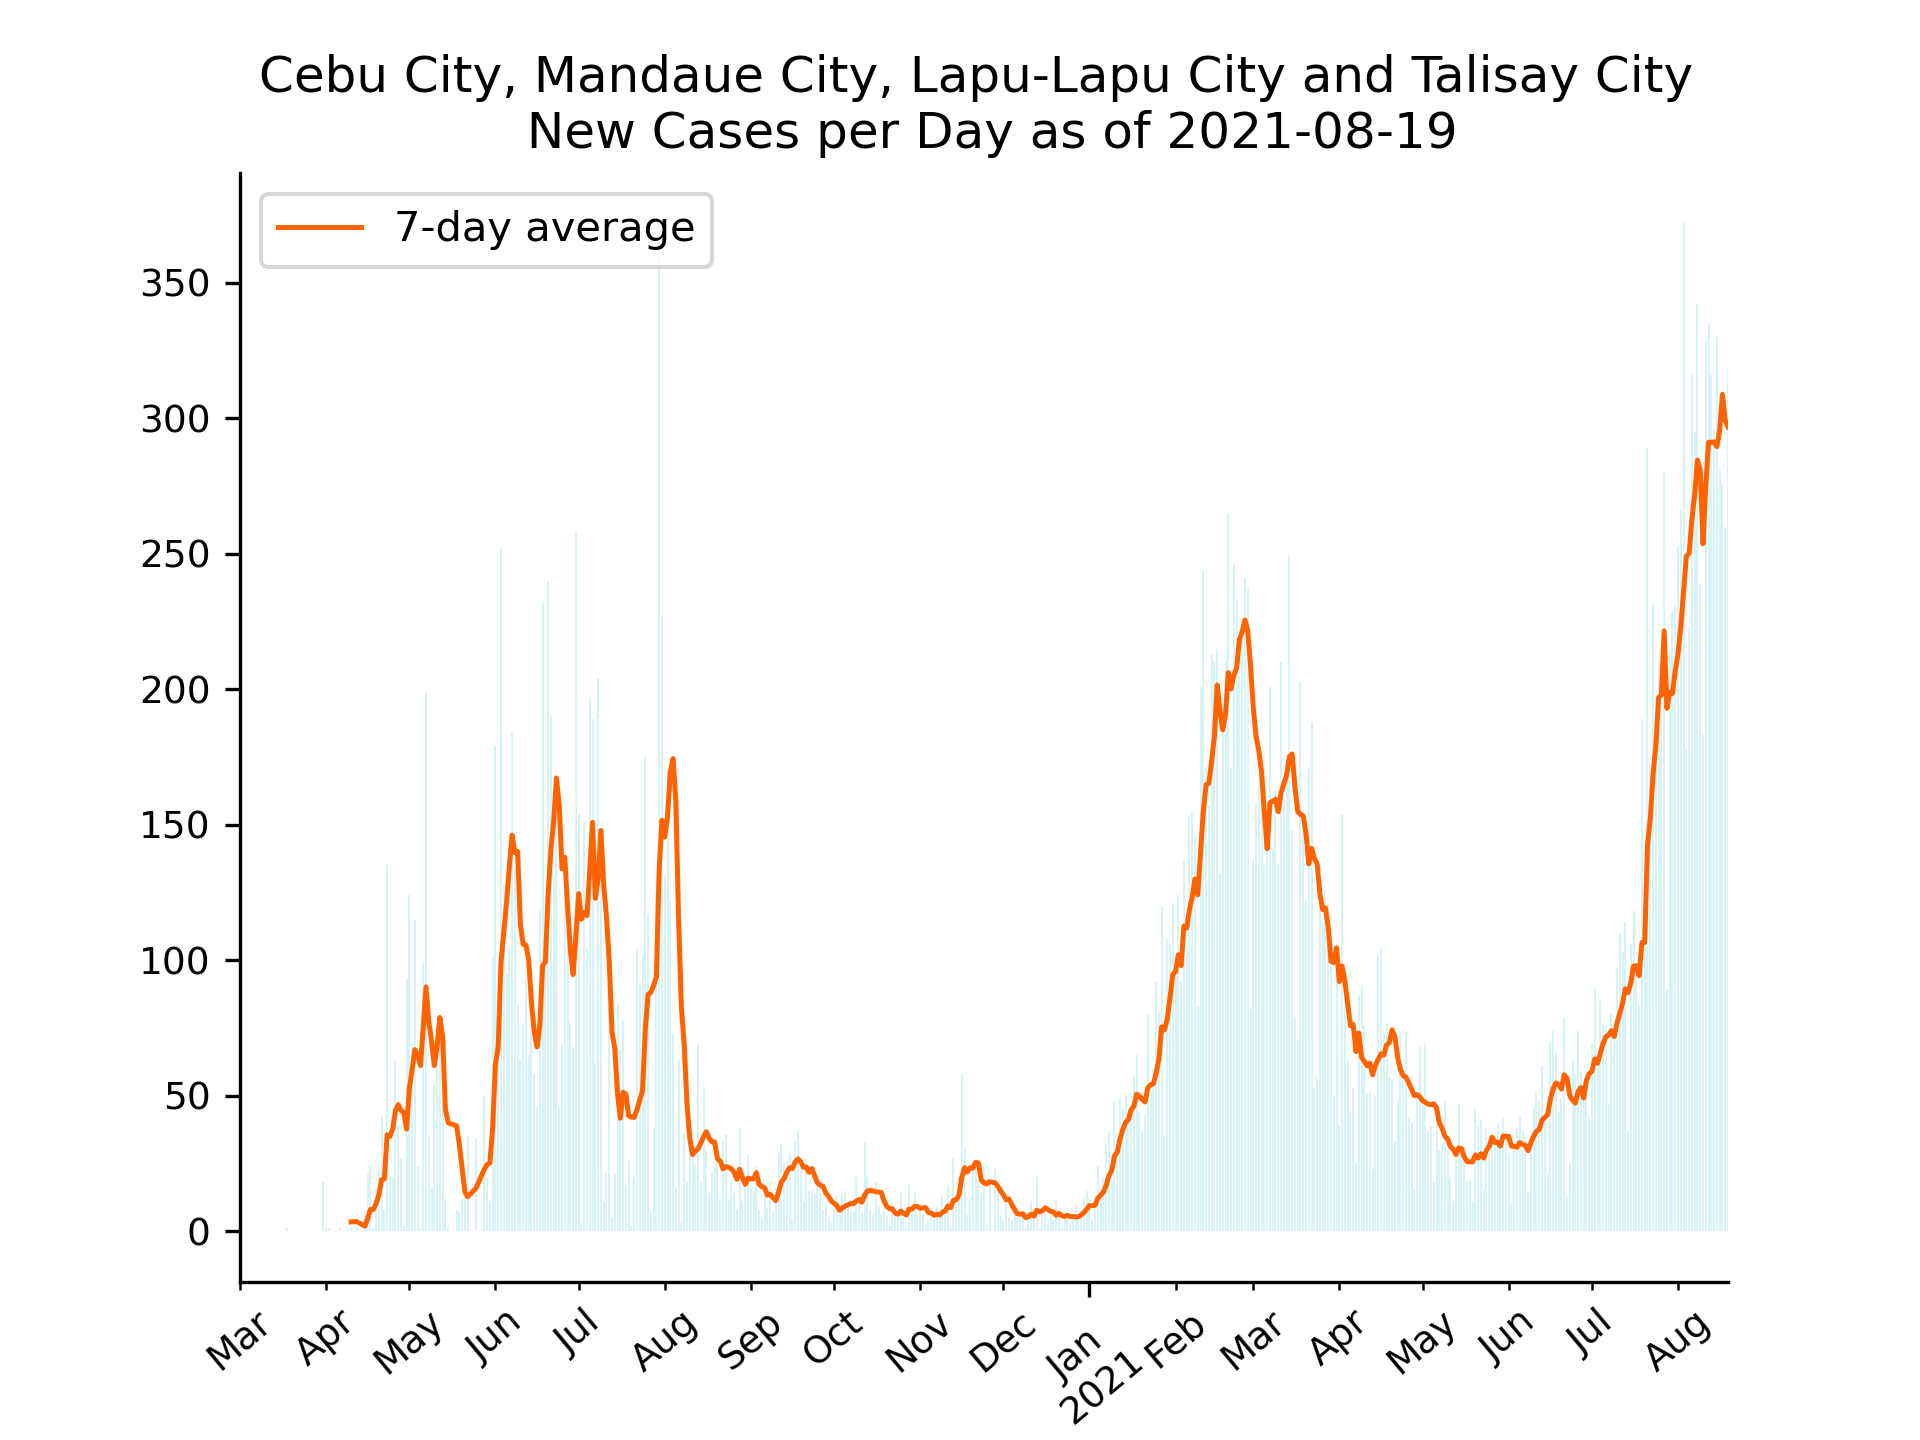 Cebu City, Mandaue City, Lapu-Lapu City and Talisay City
New Cases per Day as of 2021-08-19
7-day average
350
300
250
200
150
100
50
0
Mar
Apr
May
Jun
Jul
Aug
Sep
Oct
Nov
Dec
Jan
2021
Feb
Mar
Apr
May
Jun
Jul
Aug